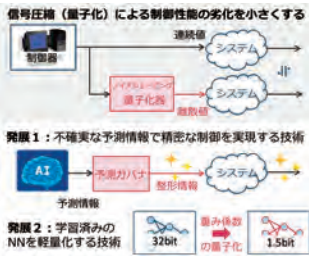 信号圧縮（量子化）による制御性能の劣化を小さくする
連続値
システム
制御器
ノイズシェーピング
量子化器
離散値
システム
発展1：不確実な予測情報で精密な制御を実現する技術
AI
予測ガバナ
整形情報
システム
予測情報
発展2：学習済みの
NNを軽量化する技術
32bit
重み係数
の量子化
1.5bit